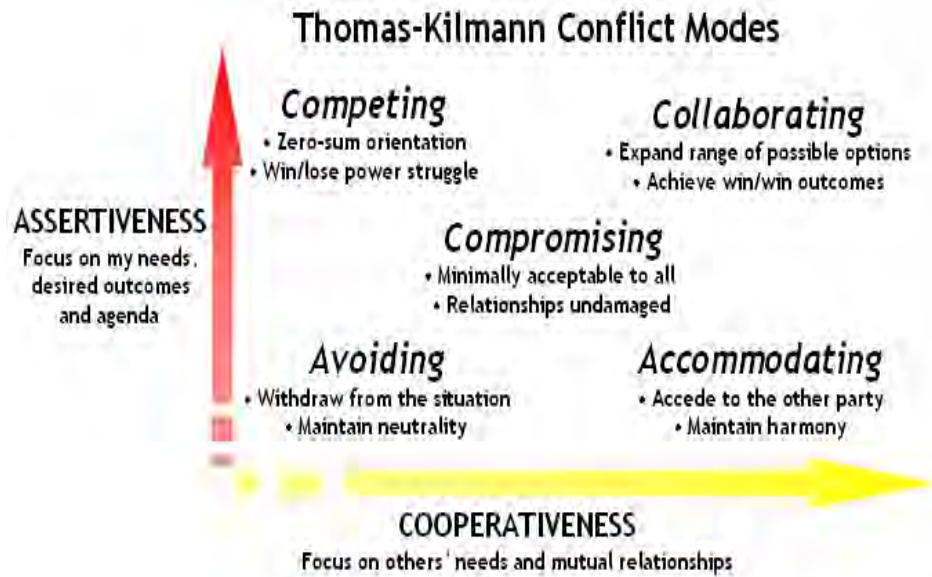 Thomas-Kilmann Conflict Modes
Competing
• Zero-sum orientation
• Win/lose power struggle
Collaborating
• Expand range of possible options
• Achieve win/win outcomes
ASSERTIVENESS
Focus on my needs,
desired outcomes
and agenda
Compromising
• Minimally acceptable to all
• Relationships undamaged
Avoiding
• Withdraw from the situation
• Maintain neutrality
Accommodating
• Accede to the other party
• Maintain harmony
COOPERATIVENESS
Focus on others' needs and mutual relationships